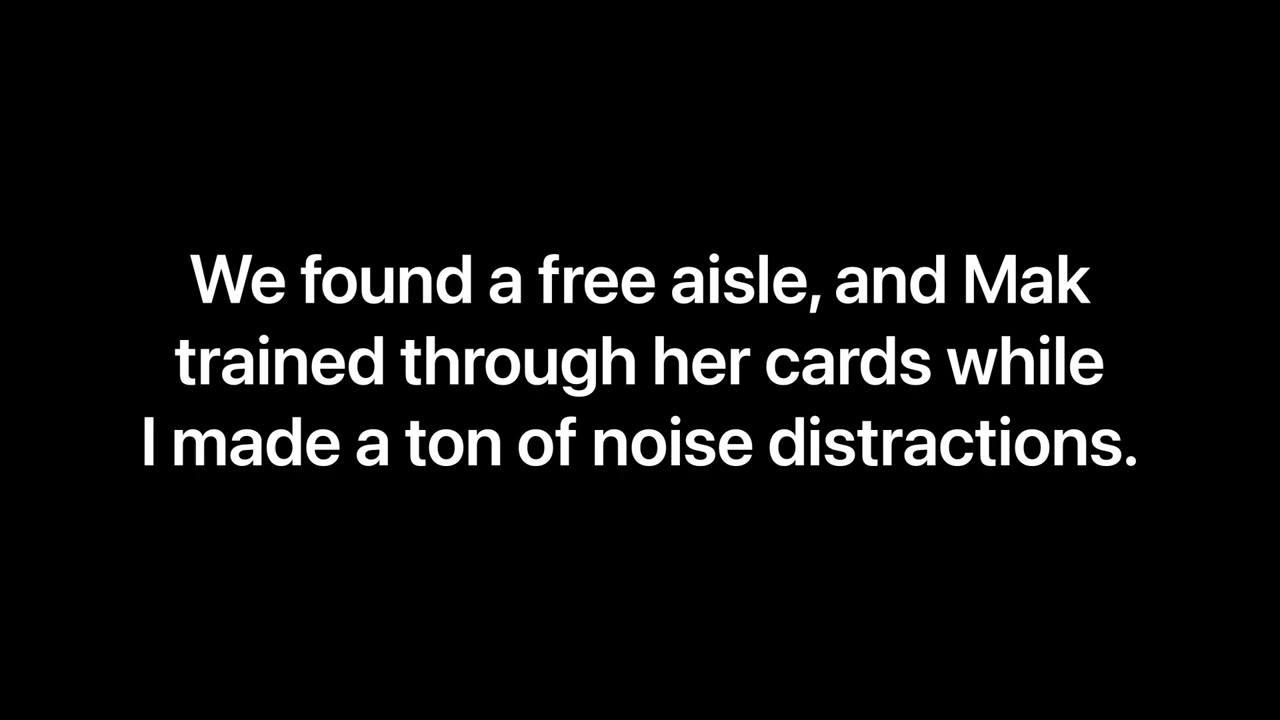 We found a free aisle, and Mak
trained through her cards while
I made a ton of noise distractions.